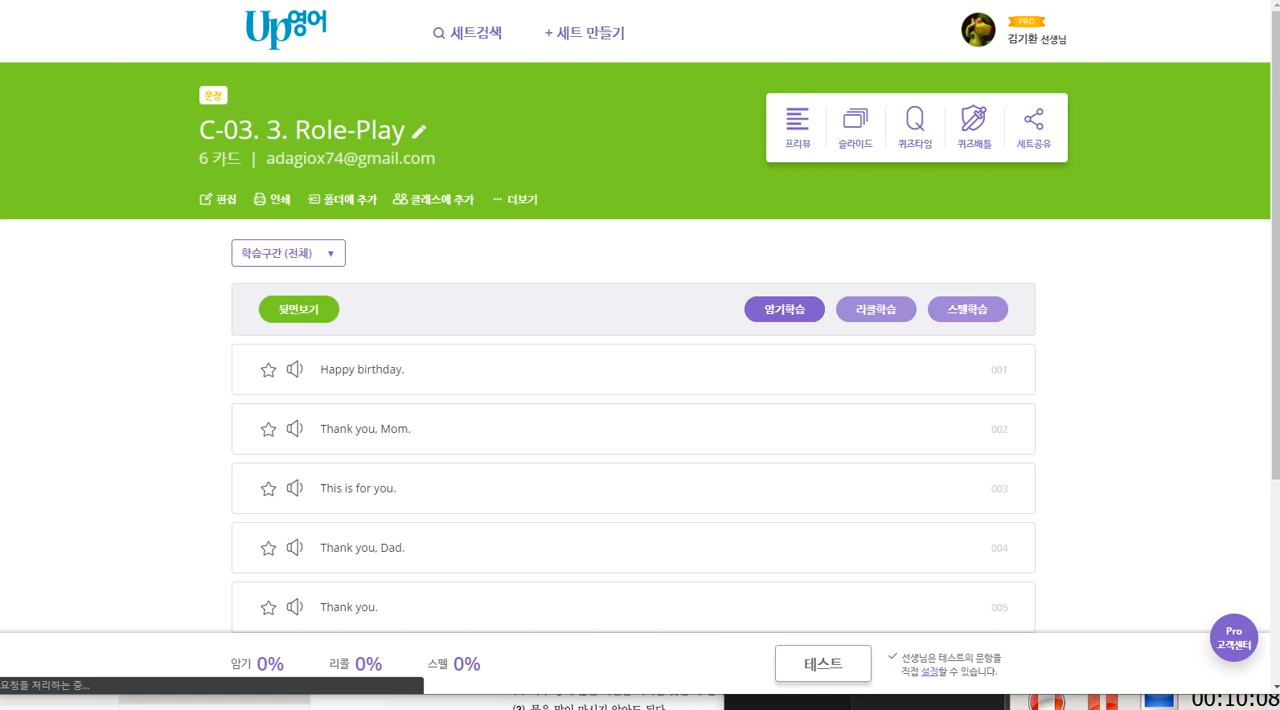 Up영어
세트검색
+ 세트 만들기
PRO
김기환 선생님
문장
C-03. 3. Role-Play
6 카드 | adagiox74@gmail.com
프리뷰
슬라이드
퀴즈타임
퀴즈배틀
세트공유
편집
인쇄
폴더에 추가
클래스에 추가
··· 더보기
학습구간 (전체) ▼
뒷면보기
암기학습
리콜학습
스펠학습
Happy birthday. 001
Thank you, Mom. 002
This is for you. 003
Thank you, Dad. 004
Thank you. 005
Pro
고객센터
암기 0% 리콜 0% 스펠 0%
테스트
선생님은 테스트의 문항을
직접 설정할 수 있습니다.
요청을 처리하는 중...
00:10:08